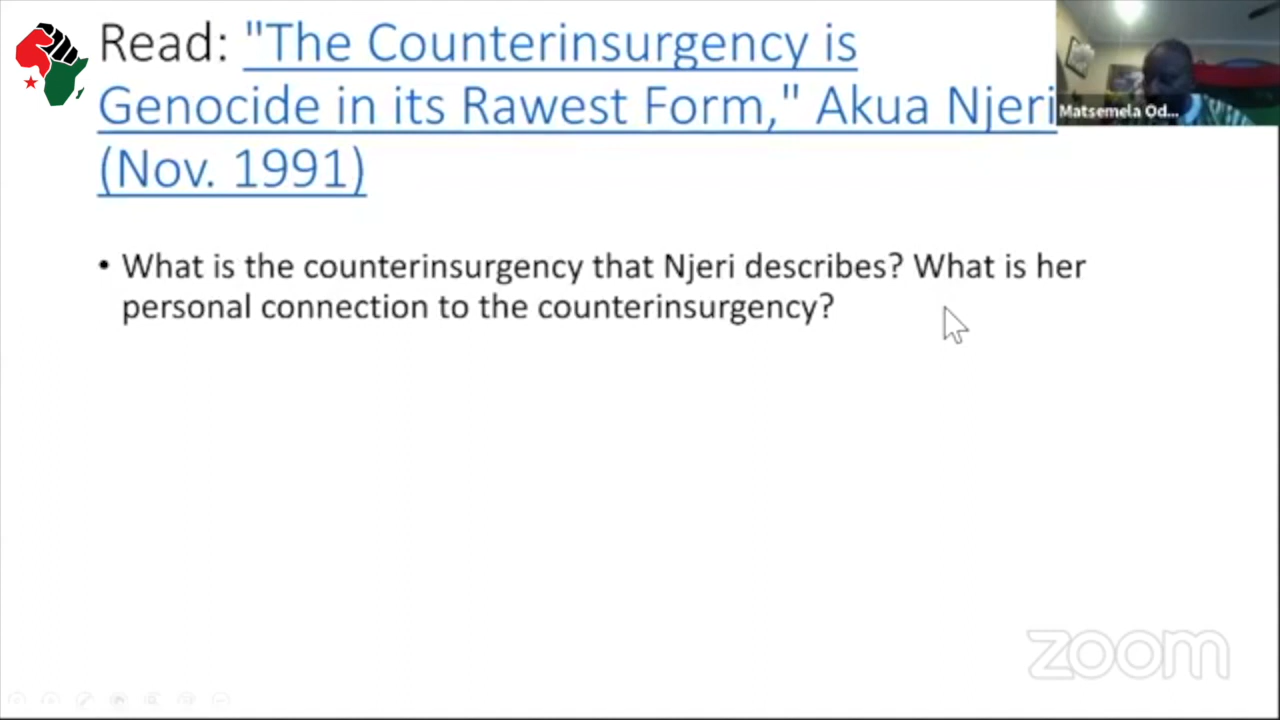 Read: "The Counterinsurgency is
Genocide in its Rawest Form," Akua Njeri
(Nov. 1991)
Matsemela Od...
• What is the counterinsurgency that Njeri describes? What is her
personal connection to the counterinsurgency?
zoom